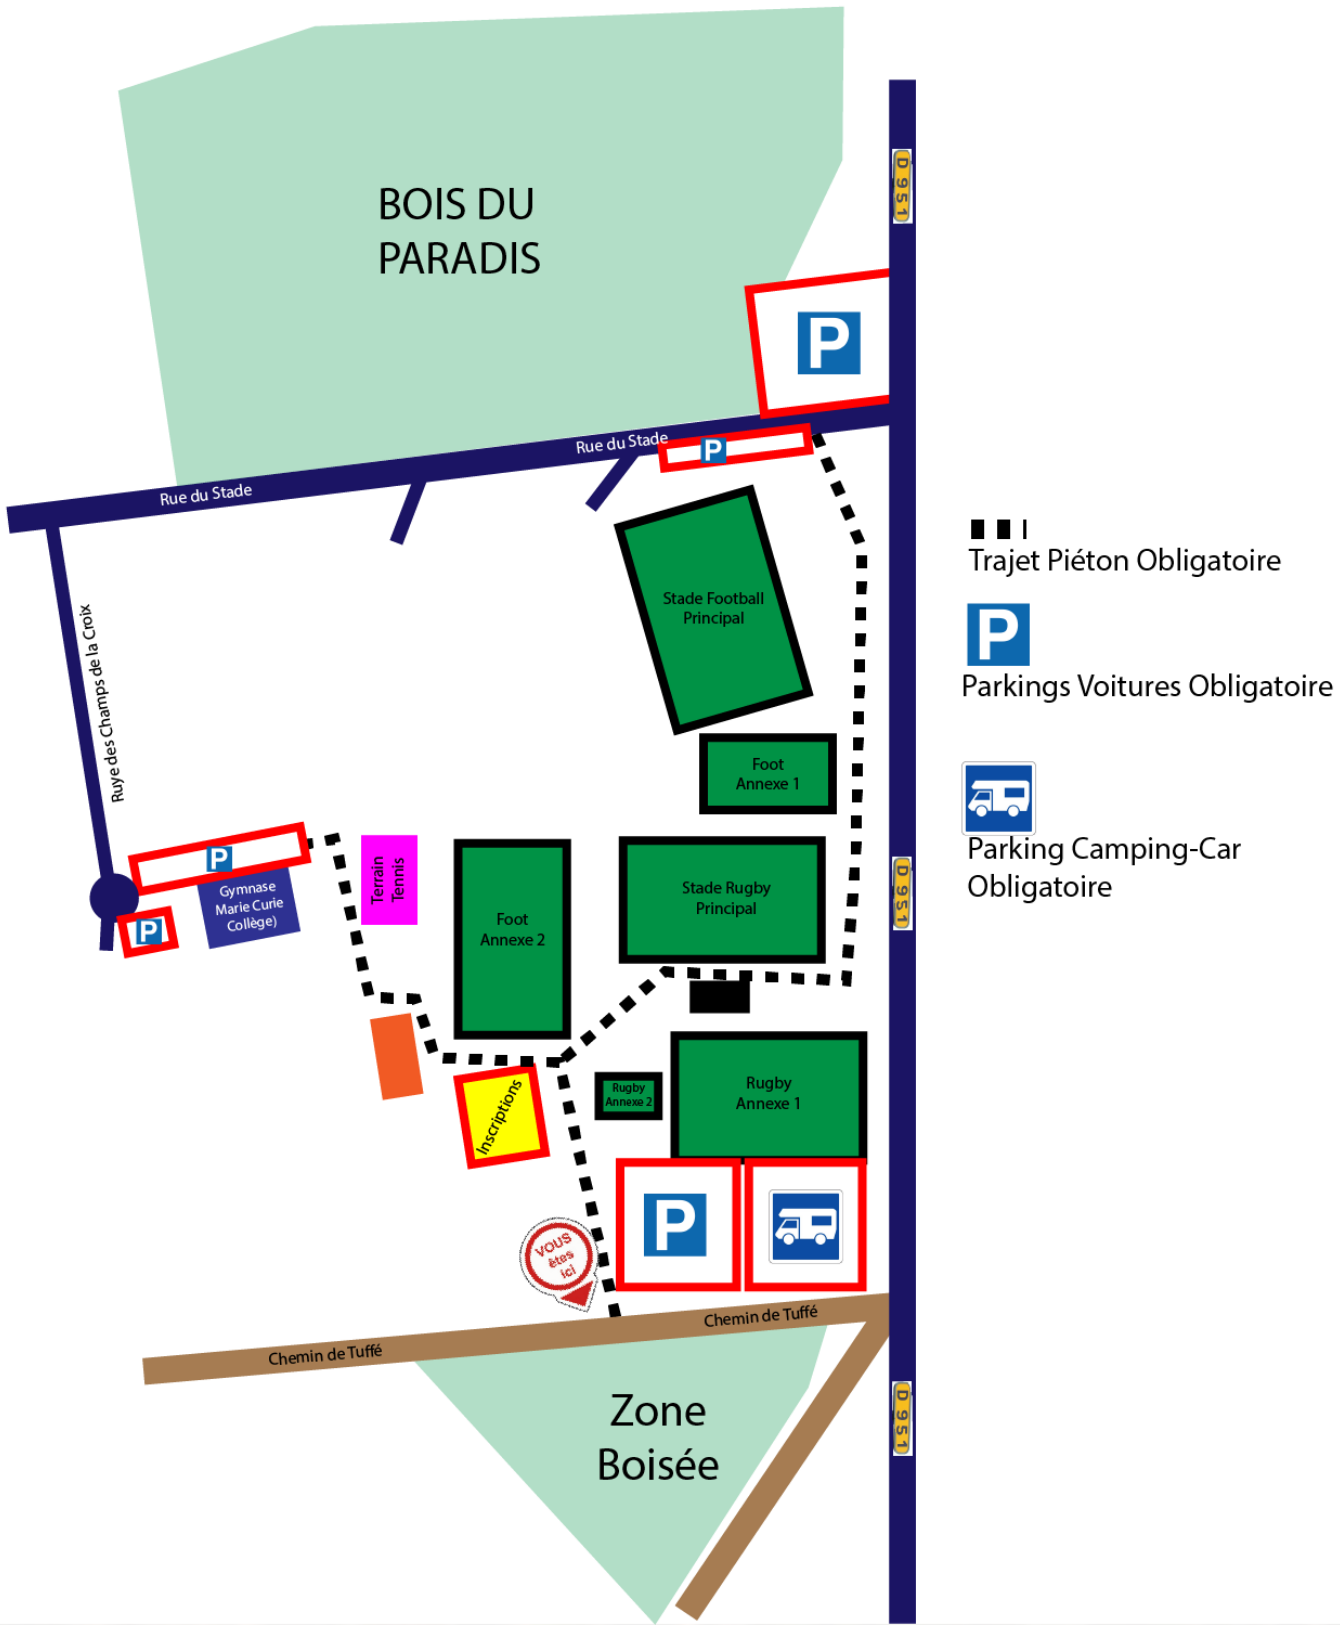 BOIS DU
PARADIS
D 951
P
Rue du Stade
P
Rue du Stade
Trajet Piéton Obligatoire
P
Parkings Voitures Obligatoire
Parking Camping-Car
Obligatoire
Stade Football
Principal
Ruye des Champs de la Croix
Foot
Annexe 1
P
Gymnase
Marie Curie
Collège)
P
Terrain
Tennis
Foot
Annexe 2
Stade Rugby
Principal
D 951
Rugby
Annexe 2
Rugby
Annexe 1
Inscriptions
P
VOUS
êtes
ici
Chemin de Tuffé
Chemin de Tuffé
Zone
Boisée
D 951